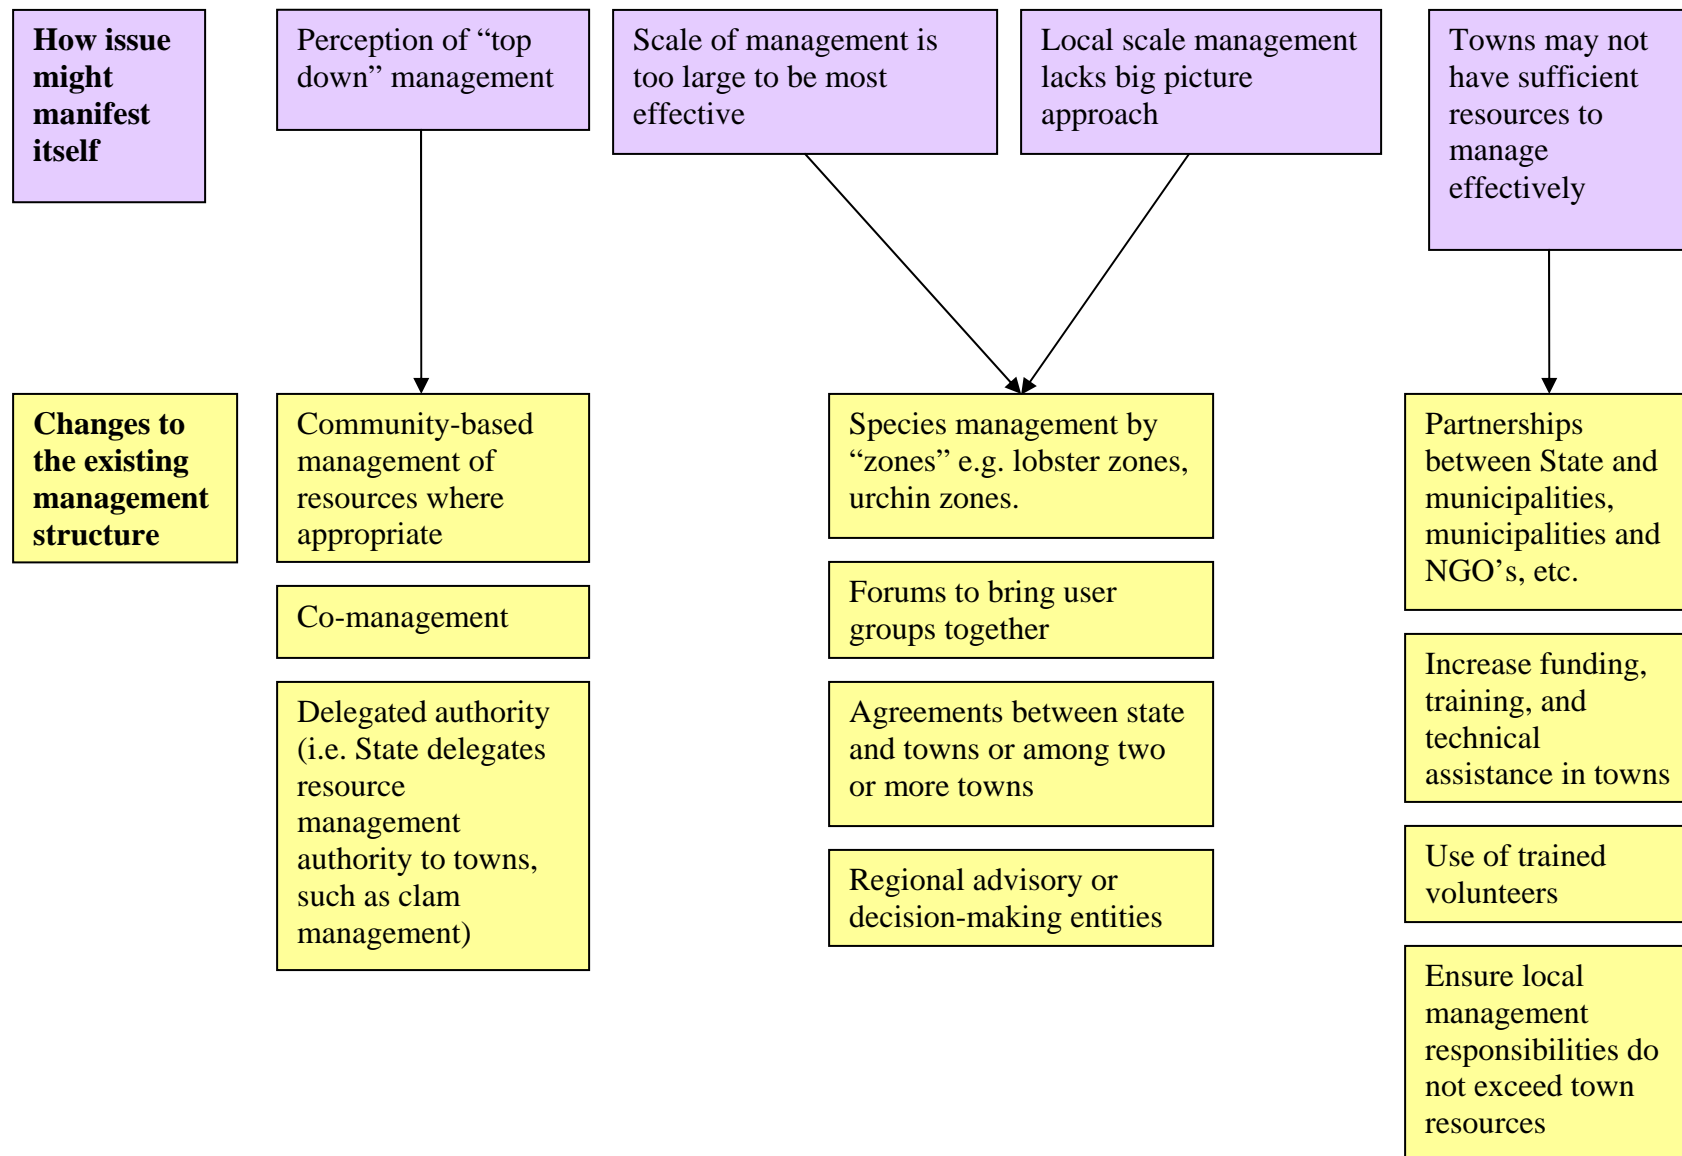 How issue
might
manifest
itself
Perception of “top
down” management
Scale of management is
too large to be most
effective
Local scale management
lacks big picture
approach
Towns may not
have sufficient
resources to
manage
effectively
Changes to
the existing
management
structure
Community-based
management of
resources where
appropriate
Co-management
Delegated authority
(i.e. State delegates
resource
management
authority to towns,
such as clam
management)
Species management by
“zones” e.g. lobster zones,
urchin zones.
Forums to bring user
groups together
Agreements between state
and towns or among two
or more towns
Regional advisory or
decision-making entities
Partnerships
between State and
municipalities,
municipalities and
NGO’s, etc.
Increase funding,
training, and
technical
assistance in towns
Use of trained
volunteers
Ensure local
management
responsibilities do
not exceed town
resources